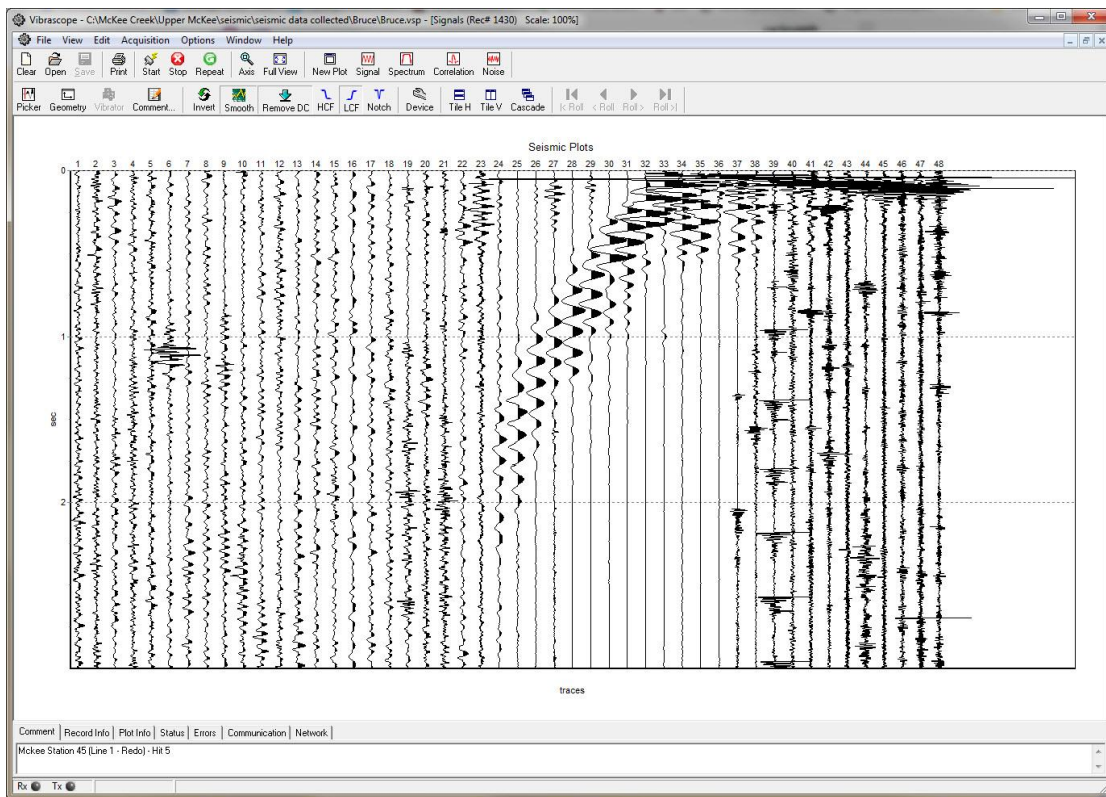 Vibrascope - C:\McKee Creek\Upper McKee\seismic\seismic data collected\Bruce\Bruce.vsp - [Signals (Rec# 1430) Scale: 100%]
File View Edit Acquisition Options Window Help
Clear Open Save Print Start Stop Repeat Axis Full View New Plot Signal Spectrum Correlation Noise
Picker Geometry Vibrator Comment... Invert Smooth Remove DC HCF LCF Notch Device Tile H Tile V Cascade |< Roll < Roll Roll > Roll >|
Seismic Plots
1 2 3 4 5 6 7 8 9 10 11 12 13 14 15 16 17 18 19 20 21 22 23 24 25 26 27 28 29 30 31 32 33 34 35 36 37 39 40 41 42 43 44 45 46 47 48
0
1
sec
2
traces
Comment Record Info Plot Info Status Errors Communication Network
Mckee Station 45 (Line 1 - Redo) - Hit 5
Rx Tx